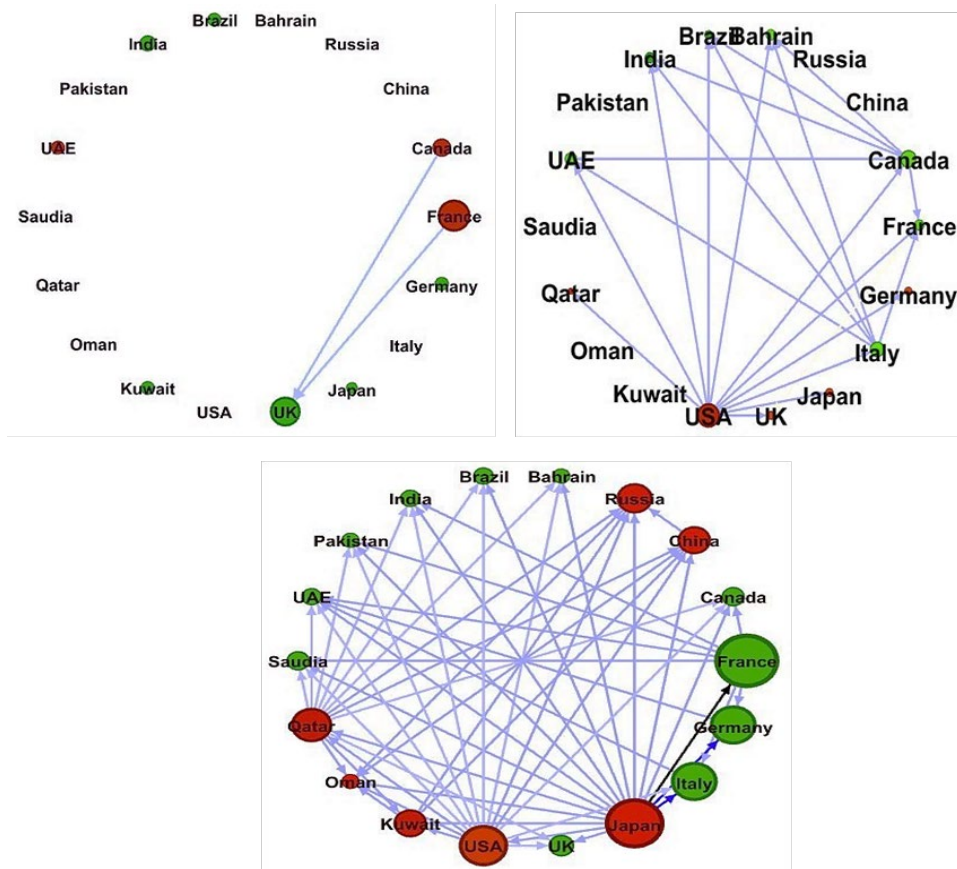 Brazil
Bahrain
India
Russia
Pakistan
China
UAE
Canada
Saudia
France
Qatar
Germany
Oman
Italy
Kuwait
Japan
USA
UK
Brazil
Bahrain
India
Russia
Pakistan
China
UAE
Canada
Saudia
France
Qatar
Germany
Oman
Italy
Kuwait
Japan
USA
UK
Brazil
Bahrain
India
Russia
Pakistan
China
UAE
Canada
Saudia
France
Qatar
Germany
Oman
Italy
Kuwait
Japan
USA
UK